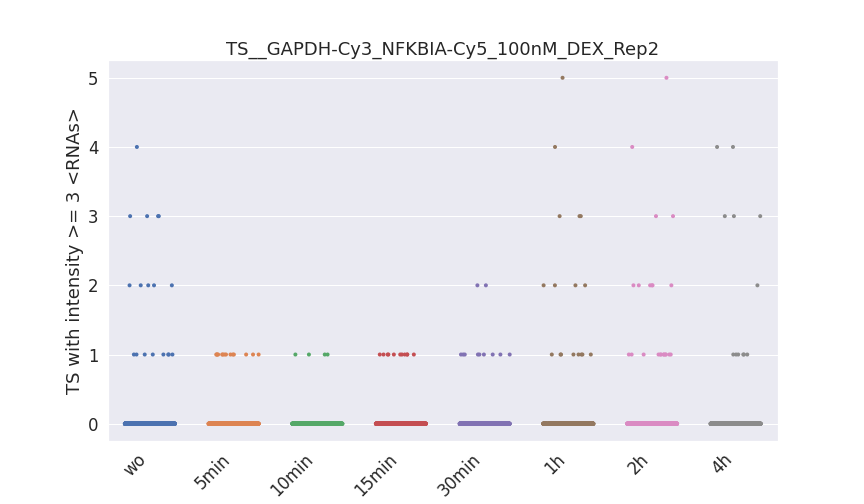 TS__GAPDH-Cy3_NFKBIA-Cy5_100nM_DEX_Rep2
TS with intensity >= 3 <RNAs>
5
4
3
2
1
0
wo
5min
10min
15min
30min
1h
2h
4h